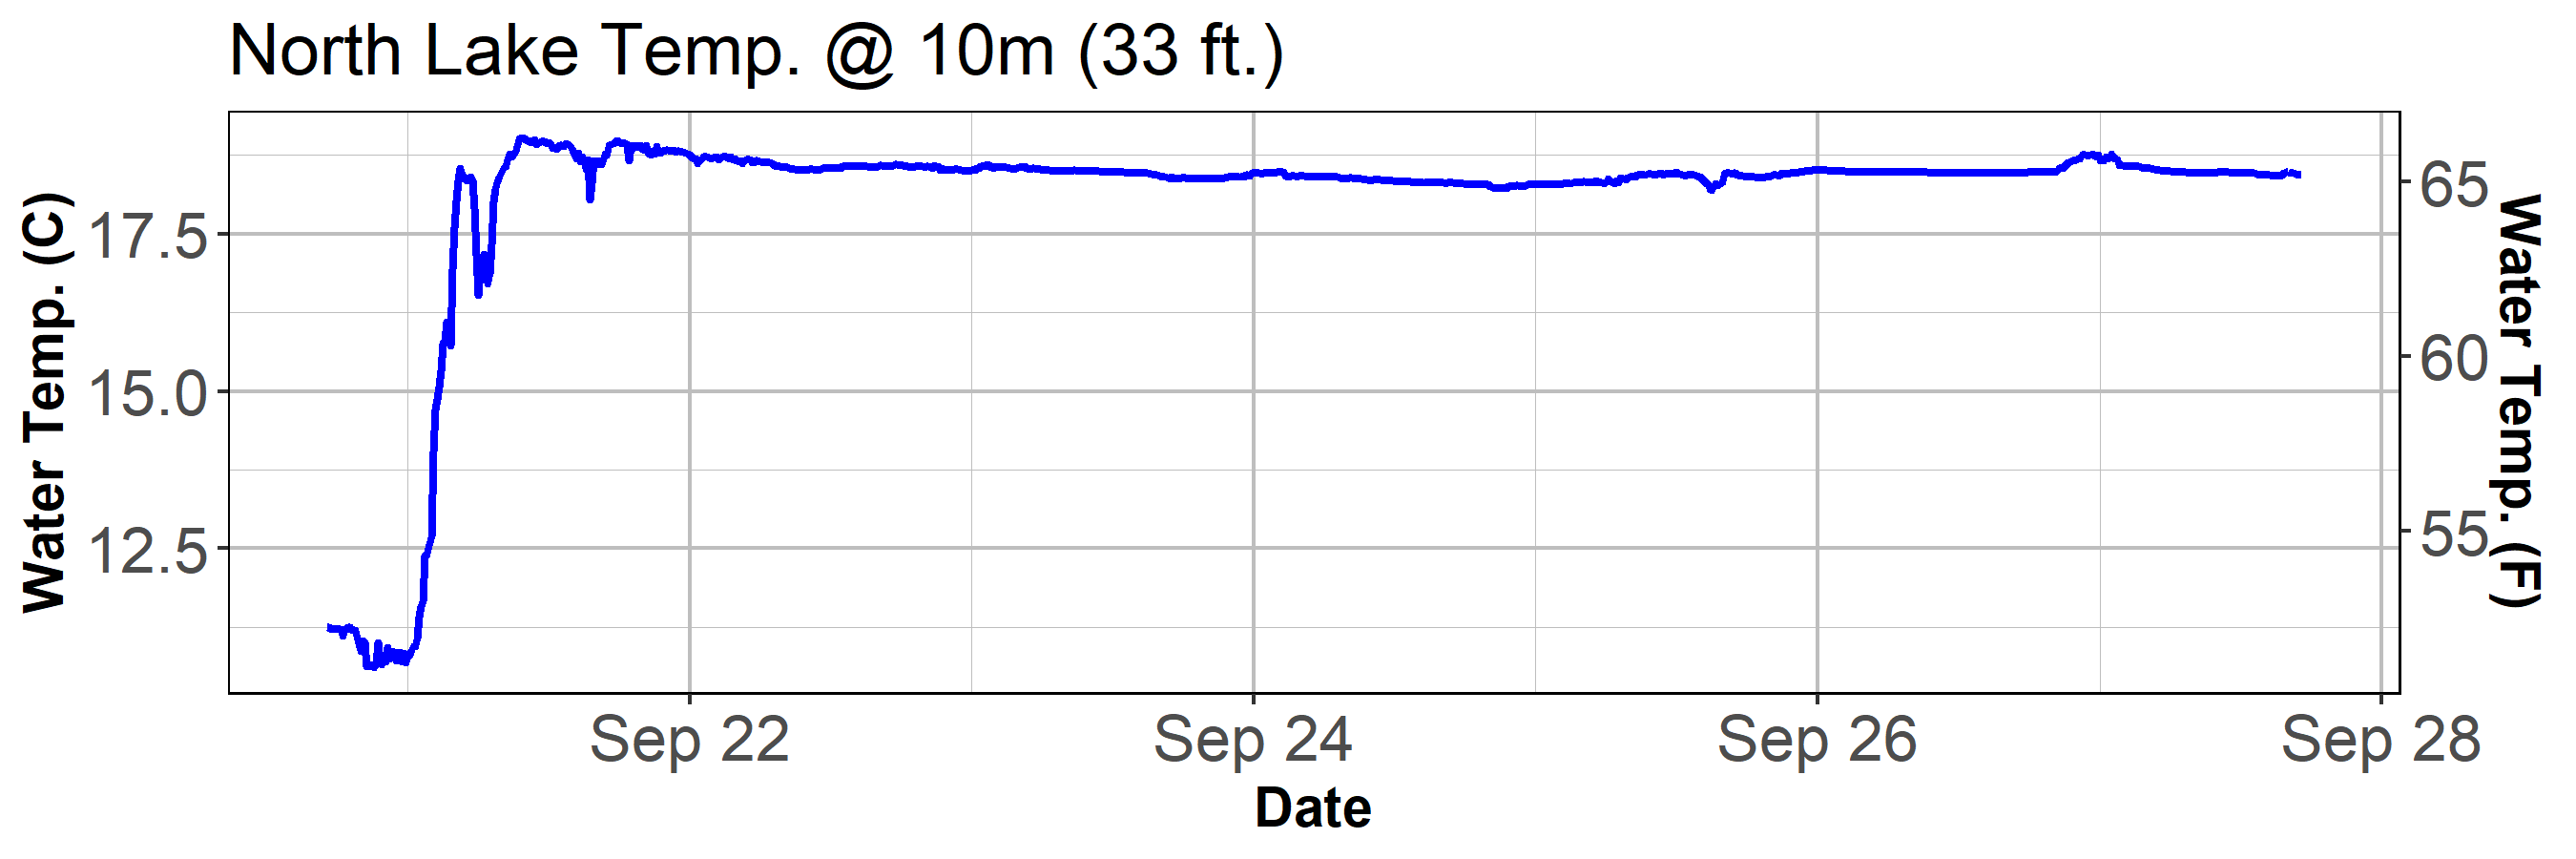 North Lake Temp. @ 10m (33 ft.)
Water Temp. (C)
17.5
15.0
12.5
65
60
55
Water Temp. (F)
Sep 22
Sep 24
Sep 26
Sep 28
Date